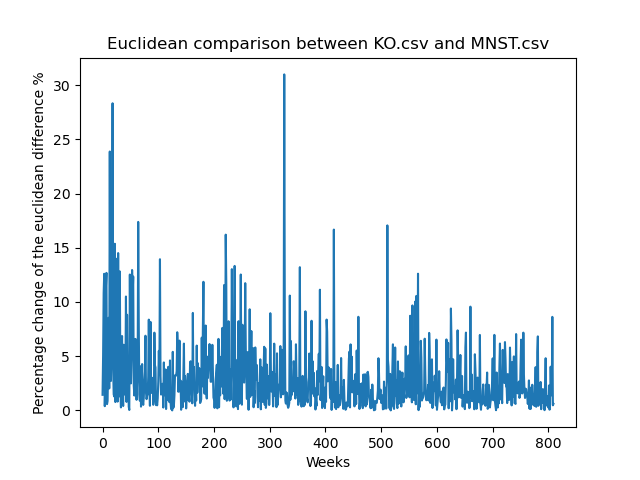 Euclidean comparison between KO.csv and MNST.csv
Percentage change of the euclidean difference %
30
25
20
15
10
5
0
0 100 200 300 400 500 600 700 800
Weeks